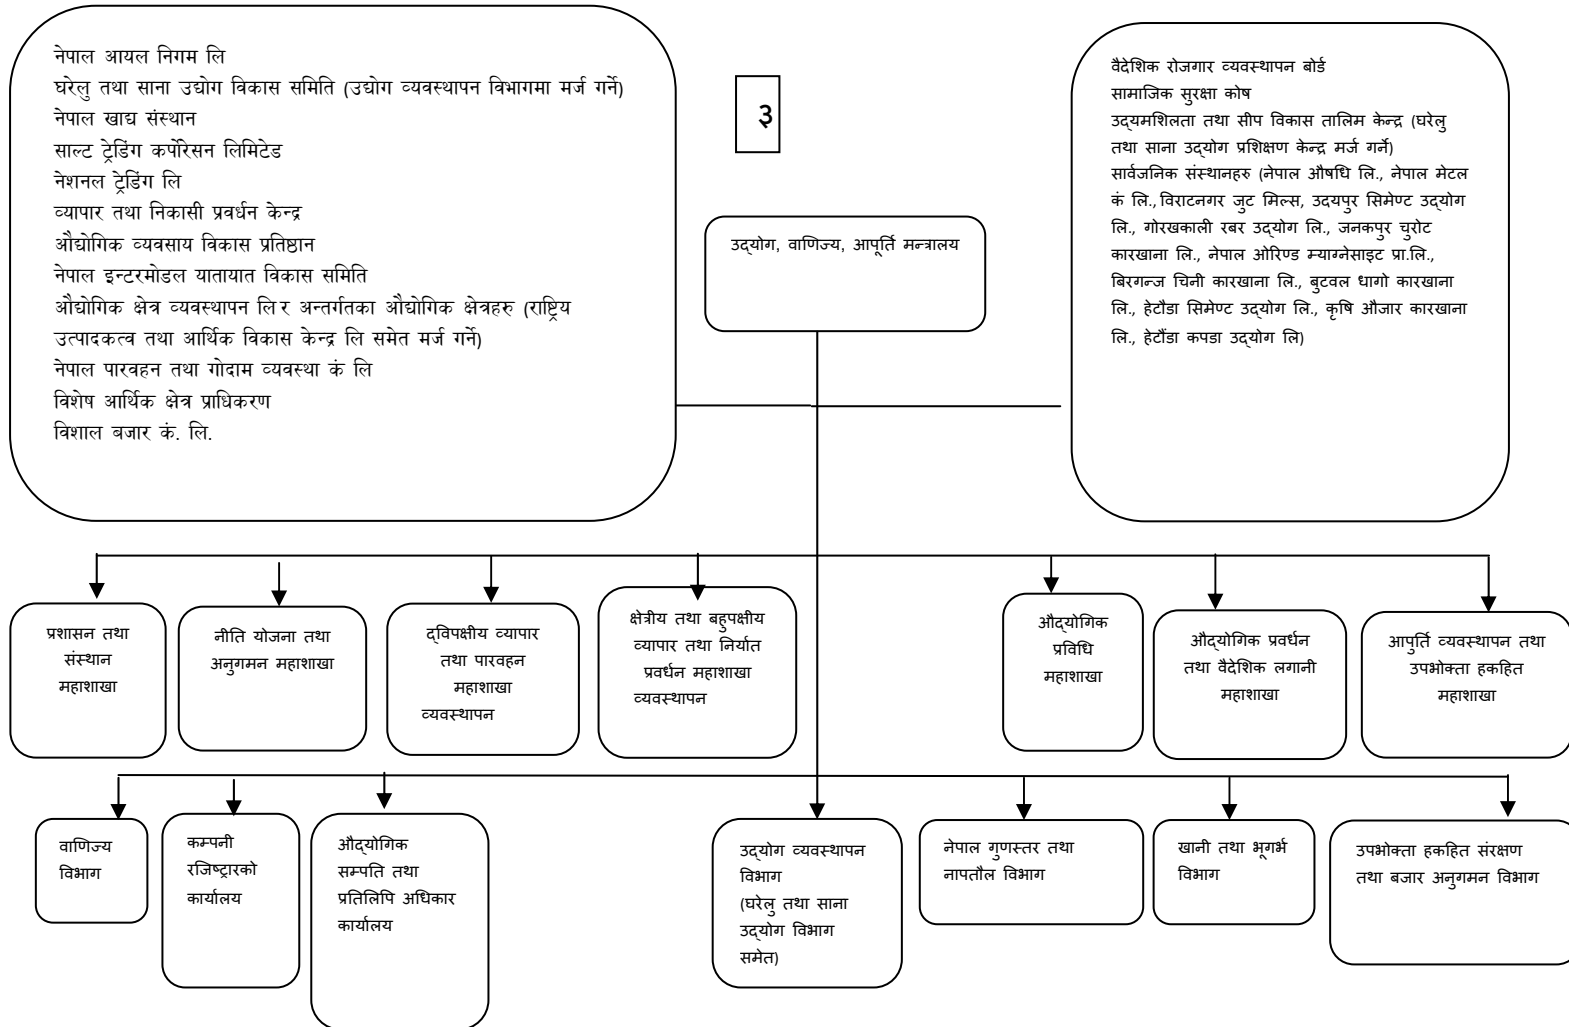 नेपाल आयल निगम लि
घरेलु तथा साना उद्योग विकास समिति (उद्योग व्यवस्थापन विभागमा मर्ज गर्ने)
नेपाल खाद्य संस्थान
साल्ट ट्रेडिंग कर्पोरेसन लिमिटेड
नेशनल ट्रेडिंग लि
व्यापार तथा निकासी प्रवर्धन केन्द्र
औद्योगिक व्यवसाय विकास प्रतिष्ठान
नेपाल इन्टरमोडल यातायात विकास समिति
औद्योगिक क्षेत्र व्यवस्थापन लि र अन्तर्गतका औद्योगिक क्षेत्रहरु (राष्ट्रिय
उत्पादकत्व तथा आर्थिक विकास केन्द्र लि समेत मर्ज गर्ने)
नेपाल पारवहन तथा गोदाम व्यवस्था कं लि
विशेष आर्थिक क्षेत्र प्राधिकरण
विशाल बजार कं. लि.
३
उद्योग, वाणिज्य, आपूर्ति मन्त्रालय
वैदेशिक रोजगार व्यवस्थापन बोर्ड
सामाजिक सुरक्षा कोष
उद्यमशिलता तथा सीप विकास तालिम केन्द्र (घरेलु
तथा साना उद्योग प्रशिक्षण केन्द्र मर्ज गर्ने)
सार्वजनिक संस्थानहरु (नेपाल औषधि लि., नेपाल मेटल
कं लि., विराटनगर जुट मिल्स, उदयपुर सिमेण्ट उद्योग
लि., गोरखकाली रबर उद्योग लि., जनकपुर चुरोट
कारखाना लि., नेपाल ओरिण्ड म्याग्नेसाइट प्रा.लि.,
बिरगन्ज चिनी कारखाना लि., बुटवल धागो कारखाना
लि., हेटौडा सिमेण्ट उद्योग लि., कृषि औजार कारखाना
लि., हेटौंडा कपडा उद्योग लि)
प्रशासन तथा
संस्थान
महाशाखा
नीति योजना तथा
अनुगमन महाशाखा
द्विपक्षीय व्यापार
तथा पारवहन
महाशाखा
व्यवस्थापन
क्षेत्रीय तथा बहुपक्षीय
व्यापार तथा निर्यात
प्रवर्धन महाशाखा
व्यवस्थापन
औद्योगिक
प्रविधि
महाशाखा
औद्योगिक प्रवर्धन
तथा वैदेशिक लगानी
महाशाखा
आपुर्ति व्यवस्थापन तथा
उपभोक्ता हकहित
महाशाखा
वाणिज्य
विभाग
कम्पनी
रजिष्ट्रारको
कार्यालय
औद्योगिक
सम्पति तथा
प्रतिलिपि अधिकार
कार्यालय
उद्योग व्यवस्थापन
विभाग
(घरेलु तथा साना
उद्योग विभाग
समेत)
नेपाल गुणस्तर तथा
नापतौल विभाग
खानी तथा भूगर्भ
विभाग
उपभोक्ता हकहित संरक्षण
तथा बजार अनुगमन विभाग